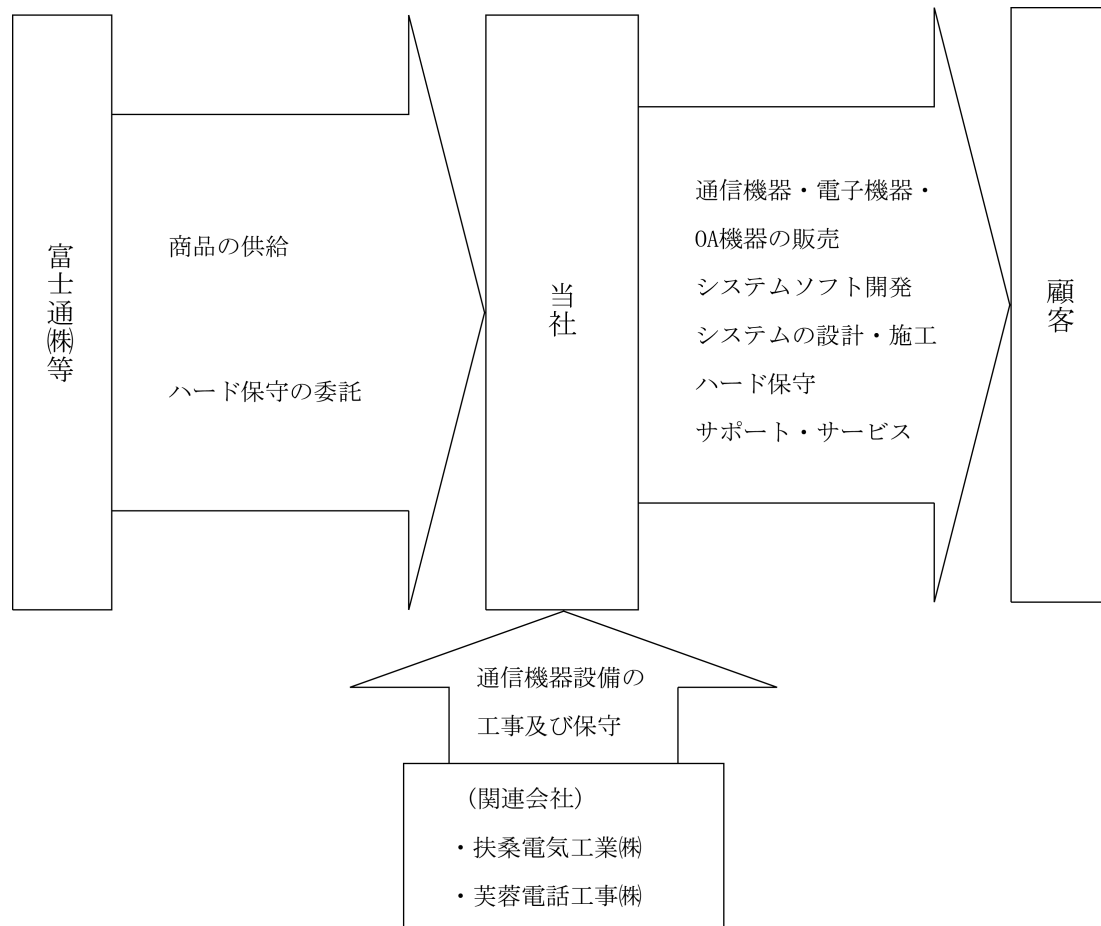 富士通㈱等
商品の供給
ハード保守の委託
当社
通信機器・電子機器・
OA機器の販売
システムソフト開発
システムの設計・施工
ハード保守
サポート・サービス
顧客
通信機器設備の
工事及び保守
（関連会社）
・扶桑電気工業㈱
・芙蓉電話工事㈱